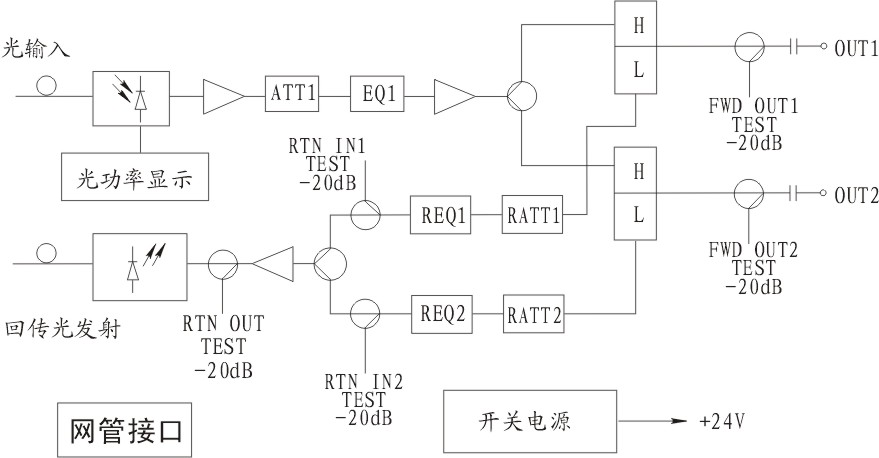 光输入
ATT1
EQ1
H
L
OUT1
FWD OUT1
TEST
-20dB
光功率显示
RTN IN1
TEST
-20dB
REQ1
RATT1
H
L
OUT2
FWD OUT2
TEST
-20dB
回传光发射
RTN OUT
TEST
-20dB
REQ2
RATT2
RTN IN2
TEST
-20dB
网管接口
开关电源
+24V